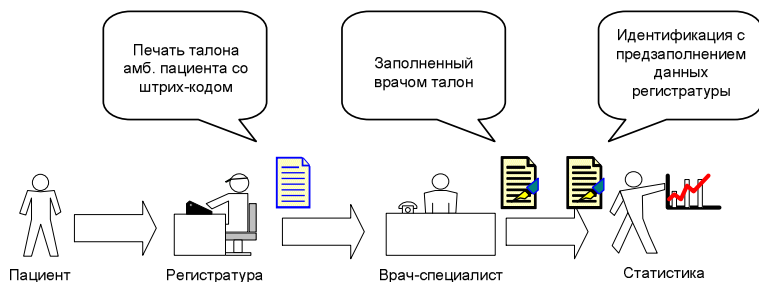 Печать талона
амб. пациента со
штрих-кодом
Заполненный
врачом талон
Идентификация с
предзаполнением
данных
регистратуры
Пациент
Регистратура
Врач-специалист
Статистика